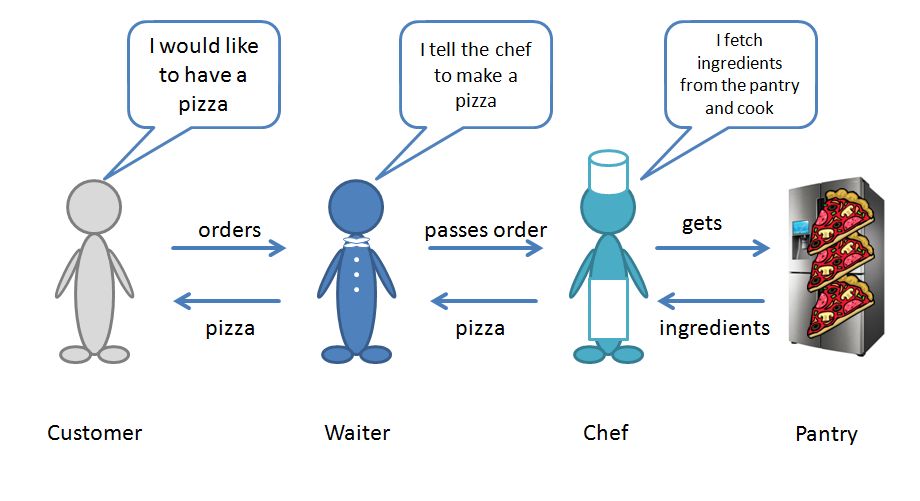 I would like
to have a
pizza
I tell the chef
to make a
pizza
I fetch
ingredients
from the pantry
and cook
orders
passes order
gets
pizza
pizza
ingredients
Customer
Waiter
Chef
Pantry